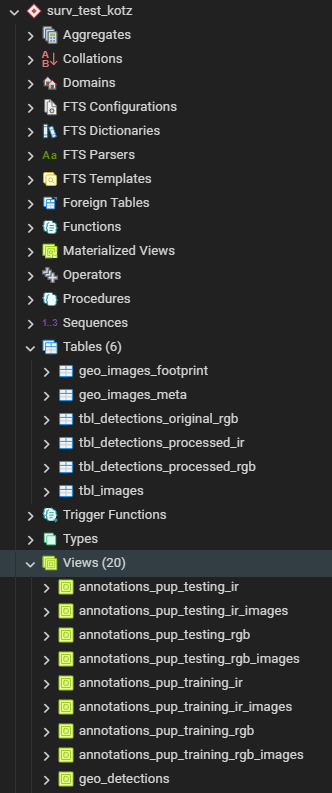 surv_test_kotz
Aggregates
Collations
Domains
FTS Configurations
FTS Dictionaries
Aa FTS Parsers
FTS Templates
Foreign Tables
Functions
Materialized Views
Operators
Procedures
1..3 Sequences
Tables (6)
geo_images_footprint
geo_images_meta
tbl_detections_original_rgb
tbl_detections_processed_ir
tbl_detections_processed_rgb
tbl_images
Trigger Functions
Types
Views (20)
annotations_pup_testing_ir
annotations_pup_testing_ir_images
annotations_pup_testing_rgb
annotations_pup_testing_rgb_images
annotations_pup_training_ir
annotations_pup_training_ir_images
annotations_pup_training_rgb
annotations_pup_training_rgb_images
geo_detections